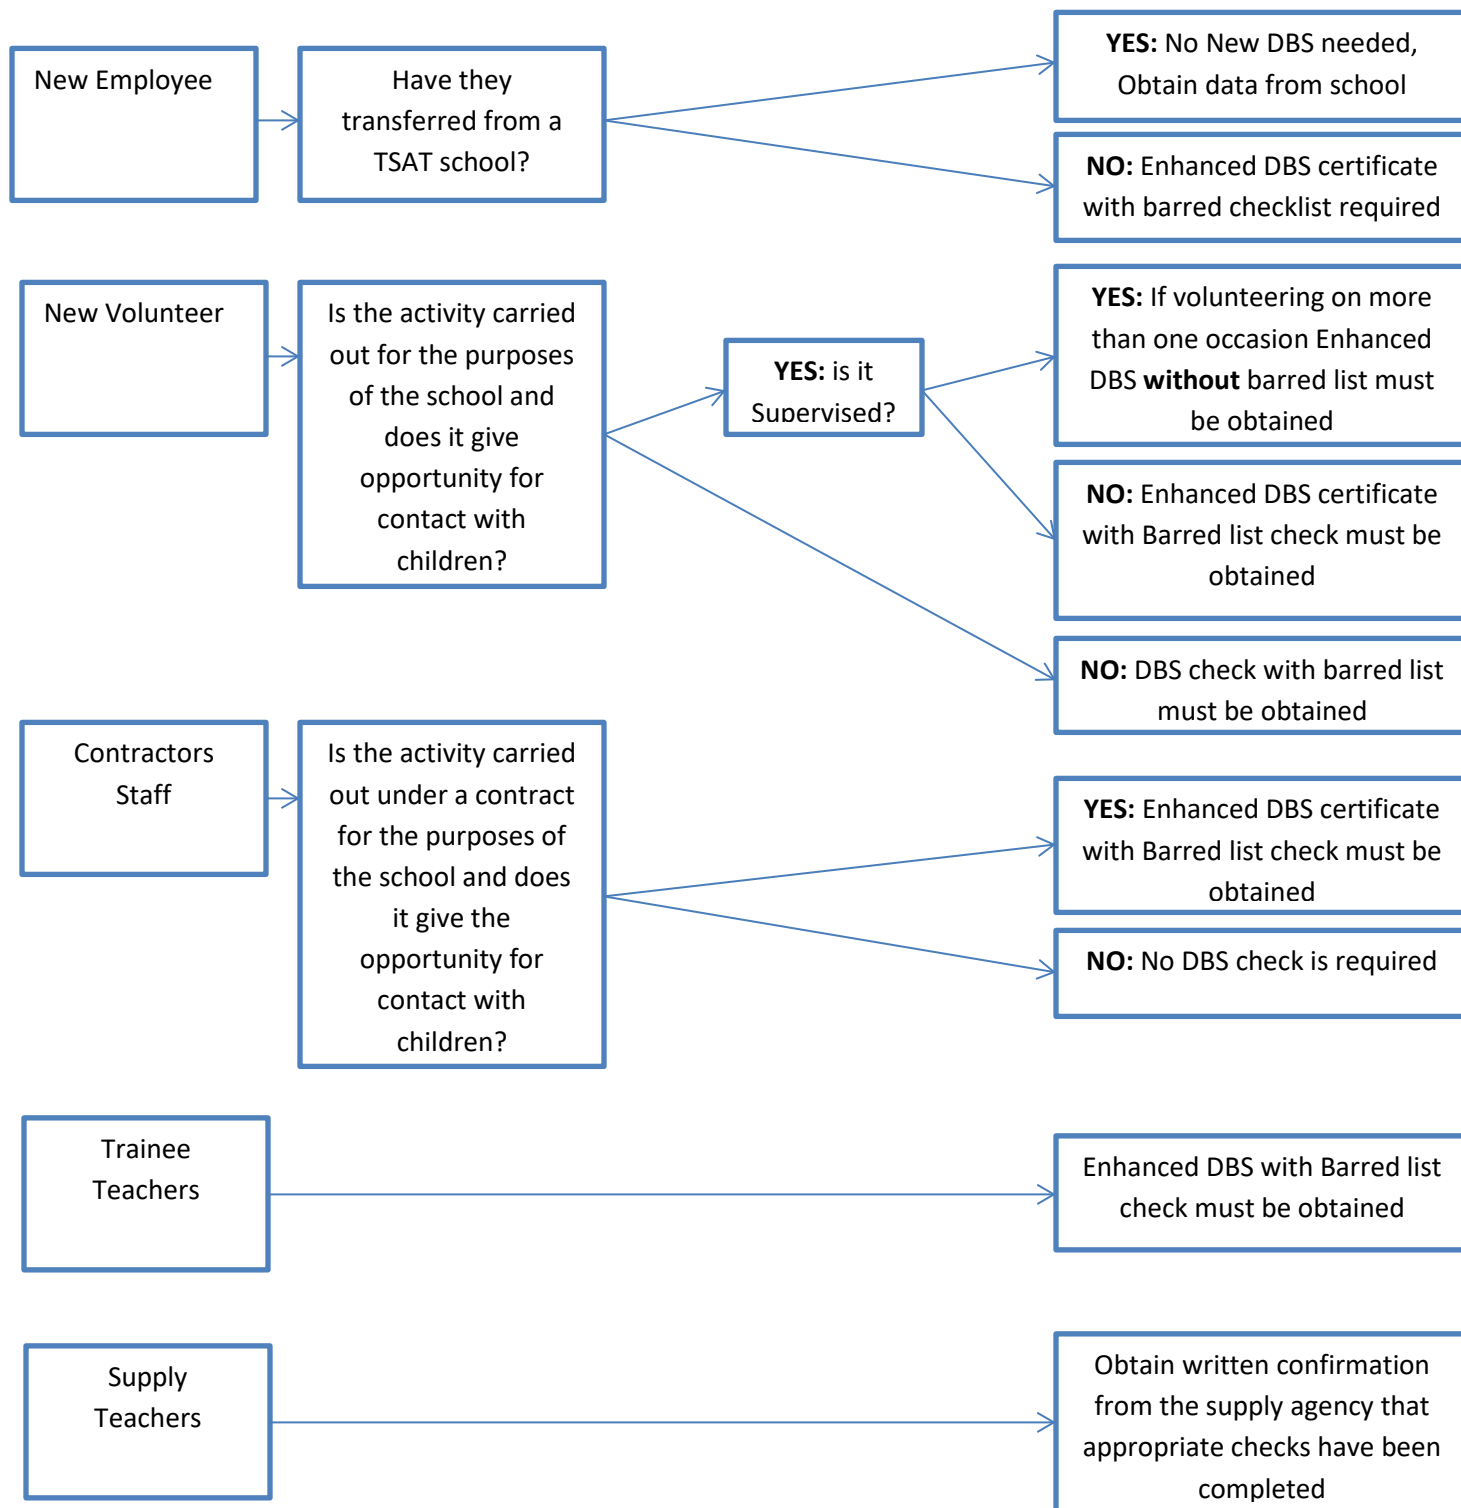 New Employee
Have they
transferred from a
TSAT school?
YES: No New DBS needed,
Obtain data from school
NO: Enhanced DBS certificate
with barred checklist required
New Volunteer
Is the activity carried
out for the purposes
of the school and
does it give
opportunity for
contact with
children?
YES: is it
Supervised?
YES: If volunteering on more
than one occasion Enhanced
DBS without barred list must
be obtained
NO: Enhanced DBS certificate
with Barred list check must be
obtained
NO: DBS check with barred list
must be obtained
Contractors
Staff
Is the activity carried
out under a contract
for the purposes of
the school and does
it give the
opportunity for
contact with
children?
YES: Enhanced DBS certificate
with Barred list check must be
obtained
NO: No DBS check is required
Trainee
Teachers
Enhanced DBS with Barred list
check must be obtained
Supply
Teachers
Obtain written confirmation
from the supply agency that
appropriate checks have been
completed